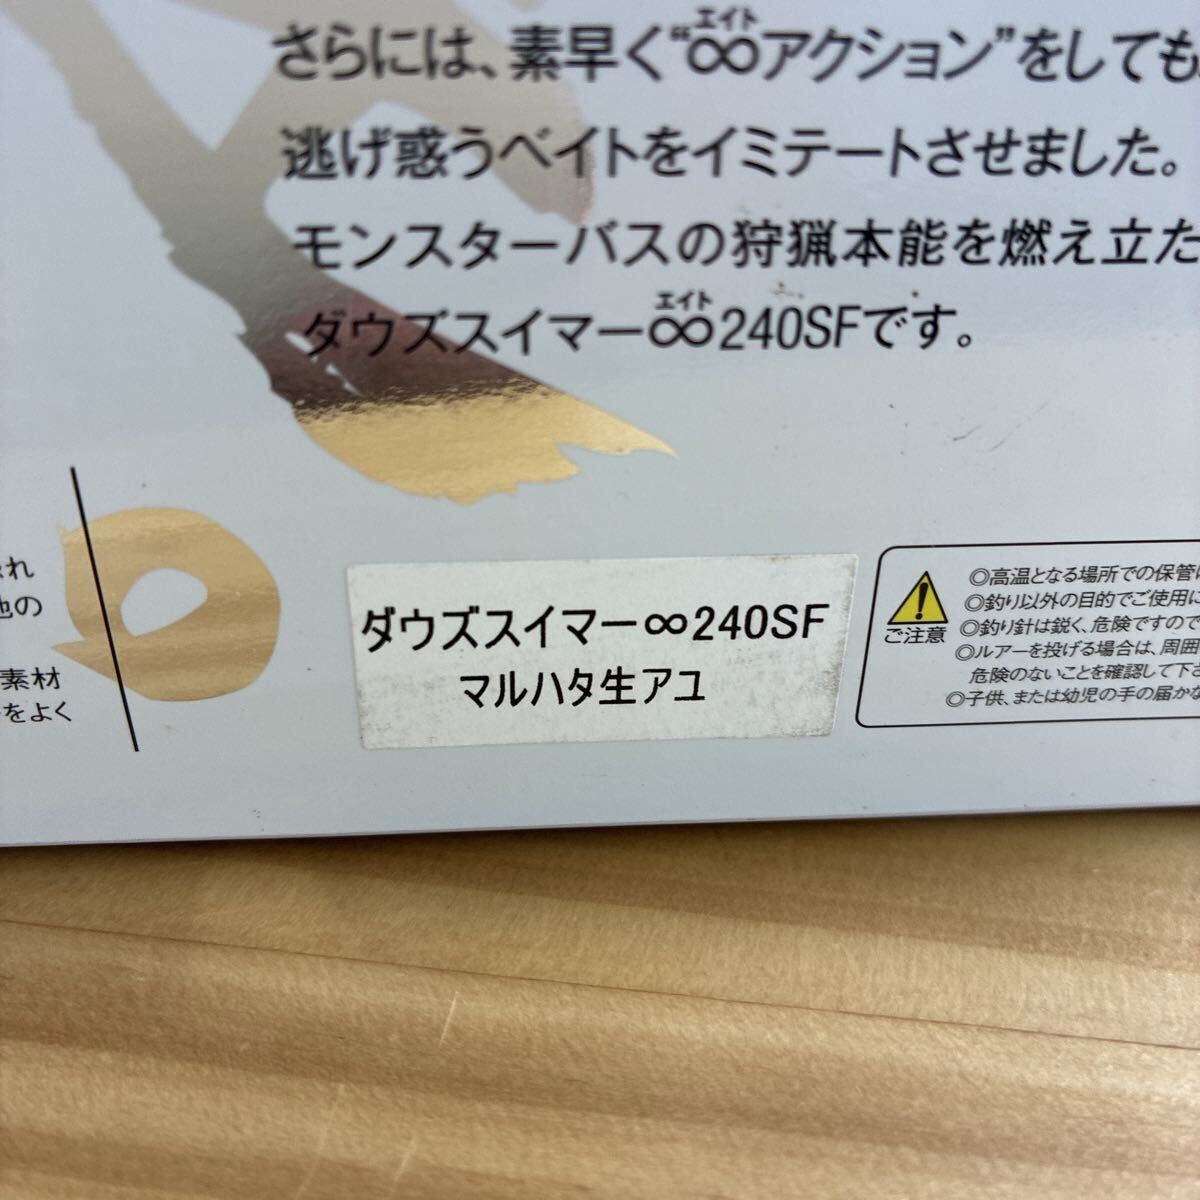 さらには、素早く“∞アクション”をしても
エイト
逃げ惑うベイトをイミテートさせました。
モンスターバスの狩猟本能を燃え立た
エイト
ダウズスイマー∞240SFです。
れ
他の
素材
をよく
ダウズスイマー∞240SF
マルハタ生アユ
ご注意
◎高温となる場所での保管
◎釣り以外の目的でご使用に
◎釣り針は鋭く、危険ですので
◎ルアーを投げる場合は、周囲
危険のないことを確認して下さ
◎子供、または幼児の手の届かな